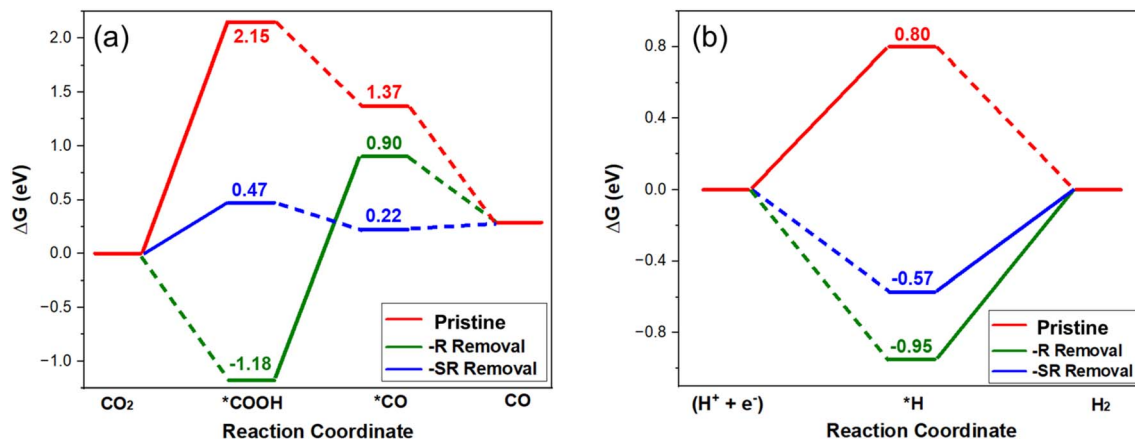 (a)
2.0
1.5
1.0
0.5
0.0
-0.5
-1.0
ΔG (eV)
2.15
1.37
0.90
0.47
0.22
-1.18
Pristine
-R Removal
-SR Removal
CO₂
*COOH
*CO
CO
Reaction Coordinate
(b)
0.8
0.4
0.0
-0.4
-0.8
ΔG (eV)
0.80
-0.57
-0.95
Pristine
-R Removal
-SR Removal
(H⁺ + e⁻)
*H
H₂
Reaction Coordinate